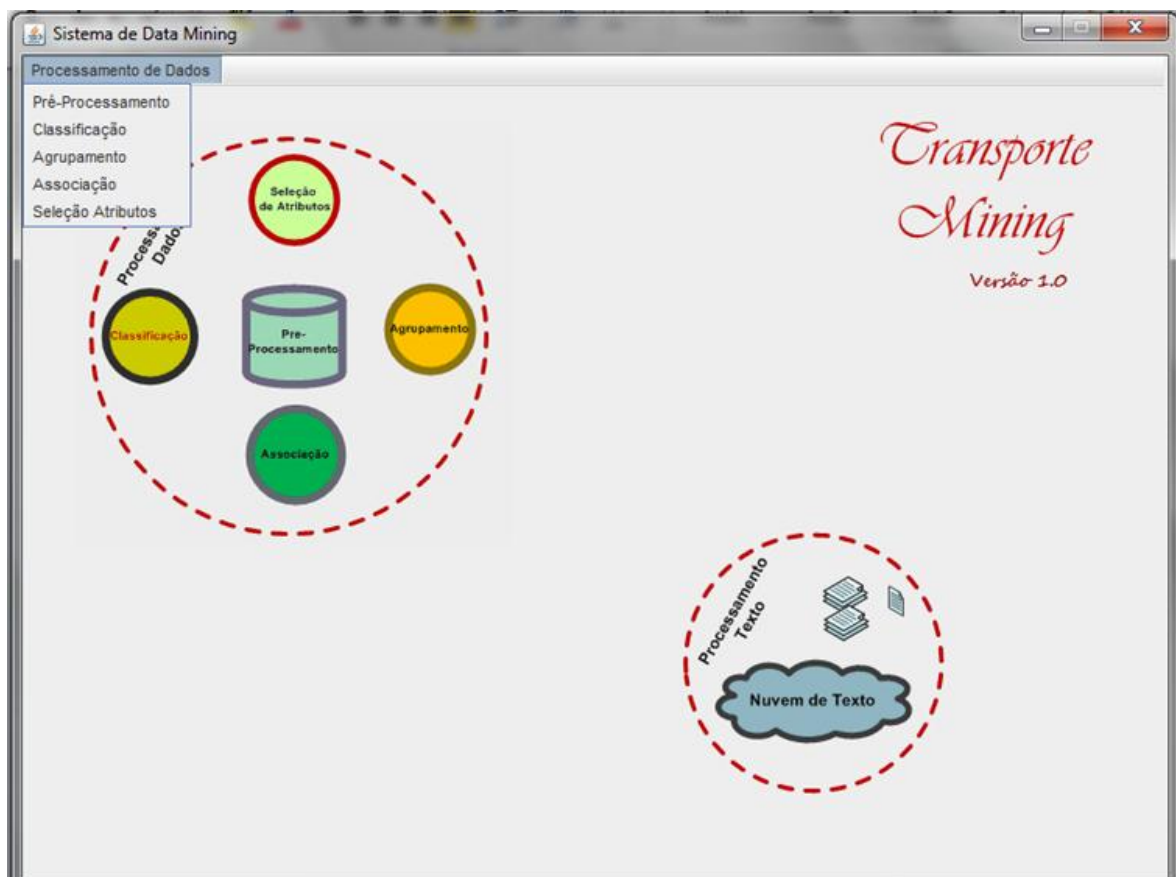 Sistema de Data Mining
Processamento de Dados
Pré-Processamento
Classificação
Agrupamento
Associação
Seleção Atributos
Transporte
Mining
Versão 1.0
Seleção
de Atributos
Classificação
Pre-
Processamento
Agrupamento
Associação
Processamento
Texto
Nuvem de Texto